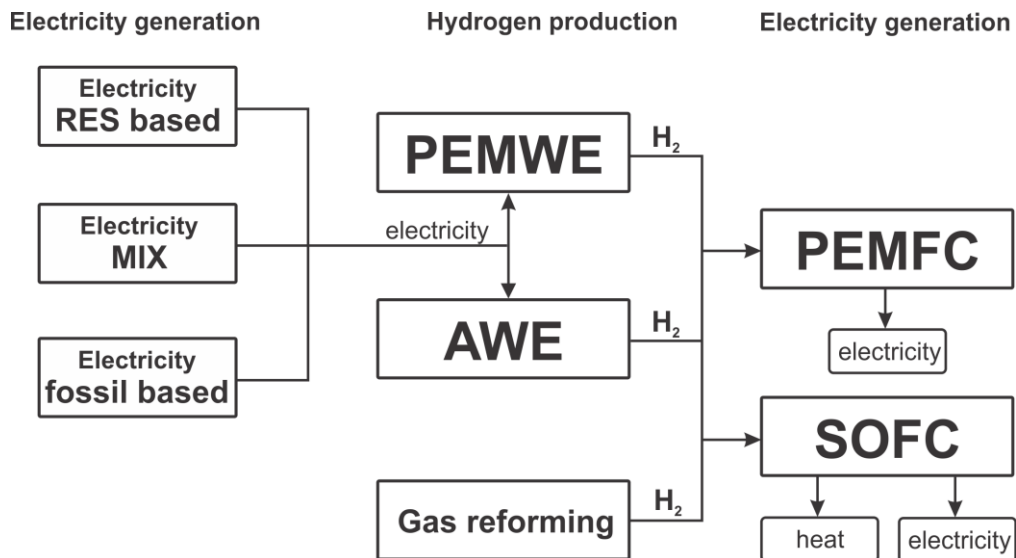 Electricity generation
Hydrogen production
Electricity generation
Electricity
RES based
Electricity
MIX
Electricity
fossil based
electricity
PEMWE
AWE
Gas reforming
H₂
H₂
H₂
PEMFC
electricity
SOFC
heat
electricity